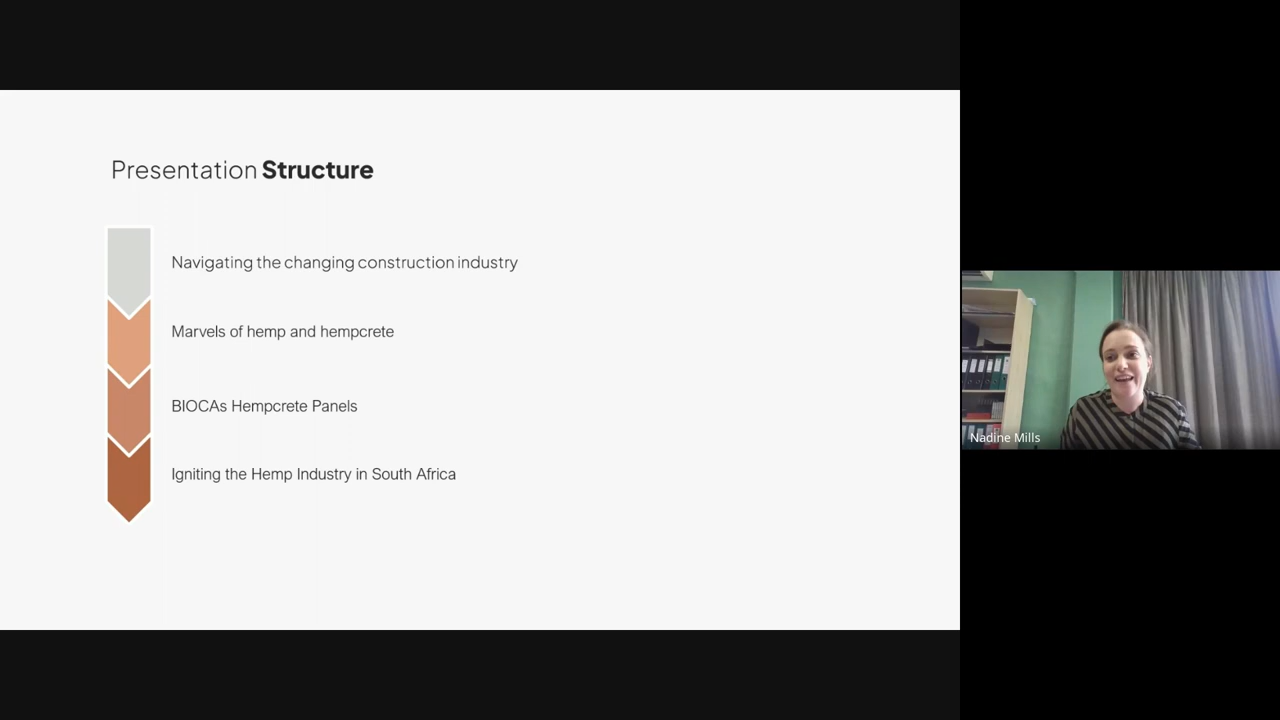 Presentation Structure
Navigating the changing construction industry
Marvels of hemp and hempcrete
BIOCAs Hempcrete Panels
Igniting the Hemp Industry in South Africa
Nadine Mills